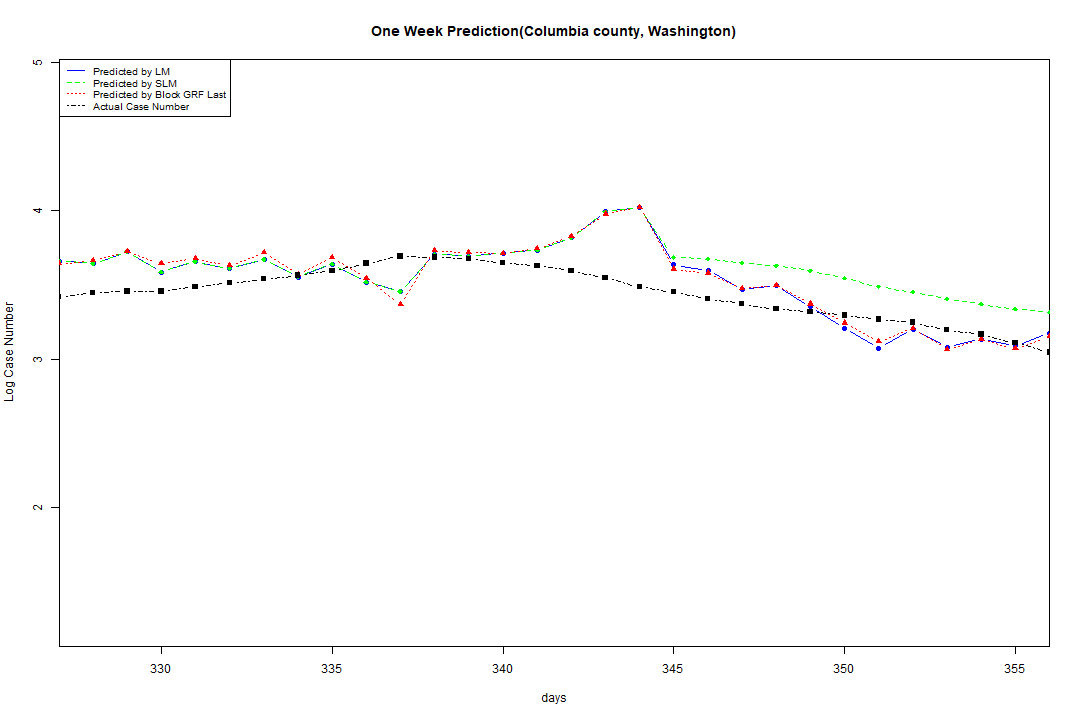 One Week Prediction(Columbia county, Washington)
Predicted by LM
Predicted by SLM
Predicted by Block GRF Last
Actual Case Number
5
4
3
2
Log Case Number
330 335 340 345 350 355
days